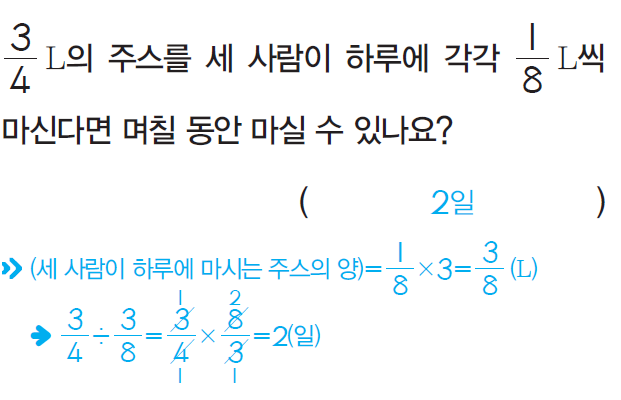 3/4 L의 주스를 세 사람이 하루에 각각 1/8 L씩
마신다면 며칠 동안 마실 수 있나요?
( 2일 )
» (세 사람이 하루에 마시는 주스의 양)=1/8×3=3/8 (L)
➔ 3/4÷3/8=3/4×8/3=2(일)